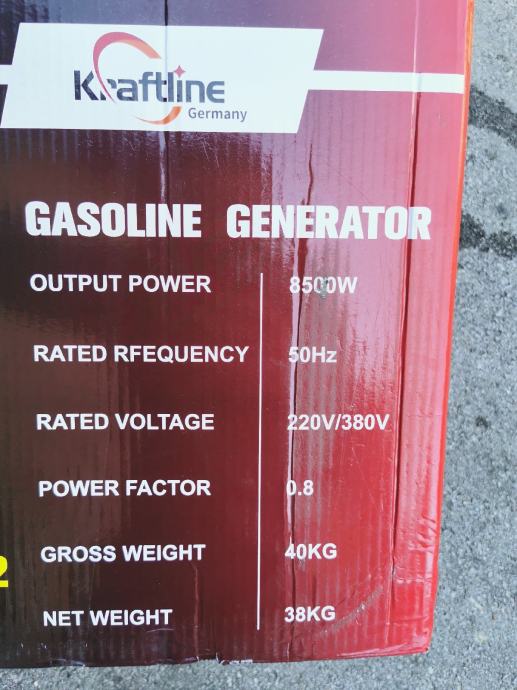 Kraftline
Germany
GASOLINE GENERATOR
OUTPUT POWER 8500W
RATED RFEQUENCY 50Hz
RATED VOLTAGE 220V/380V
POWER FACTOR 0.8
2
GROSS WEIGHT 40KG
NET WEIGHT 38KG